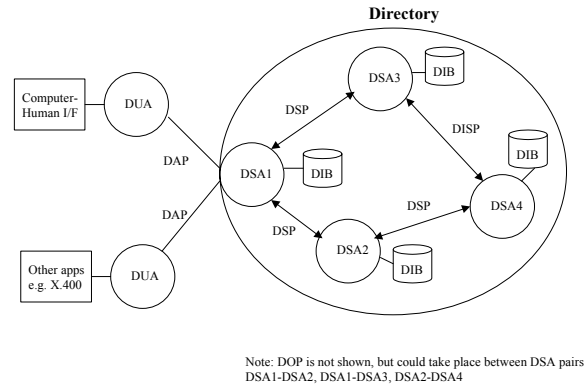 Directory
Computer-
Human I/F
DUA
DAP
DSA3
DIB
DSP
DISP
DIB
DSA1
DIB
DSA4
DAP
DSP
DSP
DSA2
DIB
Other apps
e.g. X.400
DUA
Note: DOP is not shown, but could take place between DSA pairs
DSA1-DSA2, DSA1-DSA3, DSA2-DSA4